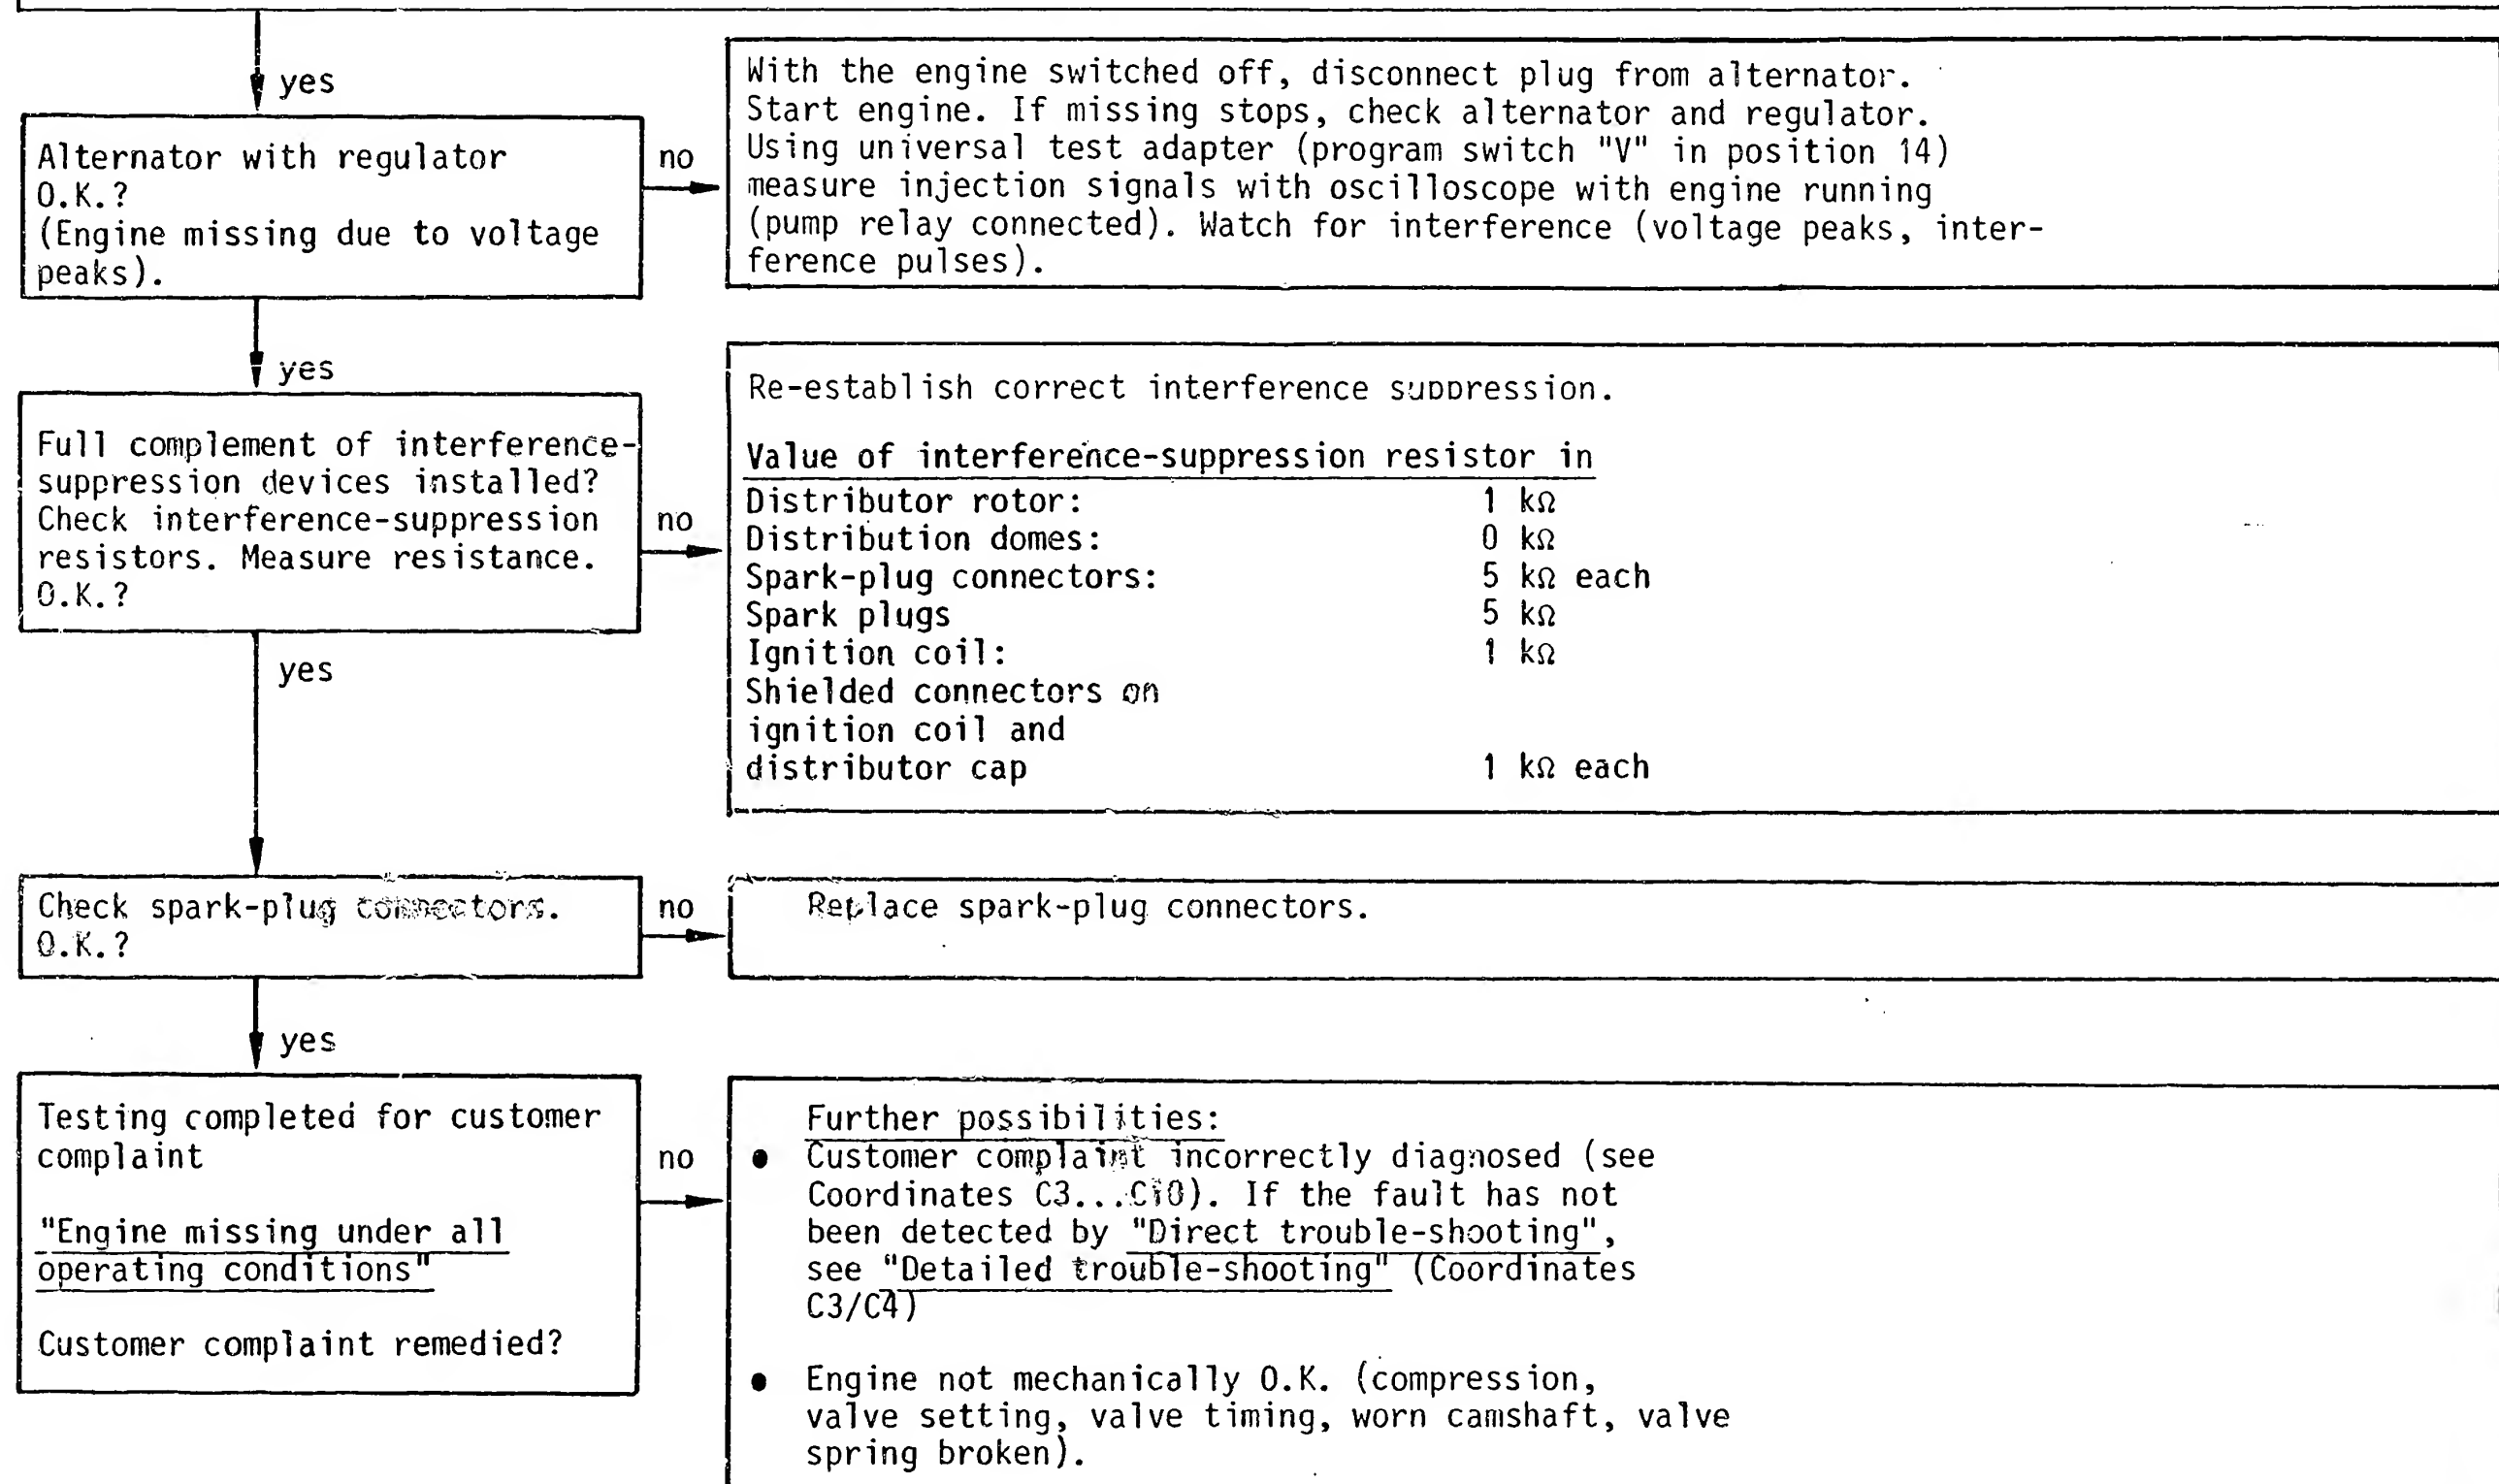 yes
Alternator with regulator
O.K.?
(Engine missing due to voltage
peaks).
no
With the engine switched off, disconnect plug from alternator.
Start engine. If missing stops, check alternator and regulator.
Using universal test adapter (program switch "V" in position 14)
measure injection signals with oscilloscope with engine running
(pump relay connected). Watch for interference (voltage peaks, inter-
ference pulses).
yes
Full complement of interference-
suppression devices installed?
Check interference-suppression
resistors. Measure resistance.
O.K.?
no
Re-establish correct interference suppression.
Value of interference-suppression resistor in
Distributor rotor: 1 kΩ
Distribution domes: 0 kΩ
Spark-plug connectors: 5 kΩ each
Spark plugs 5 kΩ
Ignition coil: 1 kΩ
Shielded connectors on
ignition coil and
distributor cap 1 kΩ each
yes
Check spark-plug connectors.
O.K.?
no
Replace spark-plug connectors.
yes
Testing completed for customer
complaint
"Engine missing under all
operating conditions"
Customer complaint remedied?
no
Further possibilities:
● Customer complaint incorrectly diagnosed (see
Coordinates C3...C10). If the fault has not
been detected by "Direct trouble-shooting",
see "Detailed trouble-shooting" (Coordinates
C3/C4)
● Engine not mechanically O.K. (compression,
valve setting, valve timing, worn camshaft, valve
spring broken).